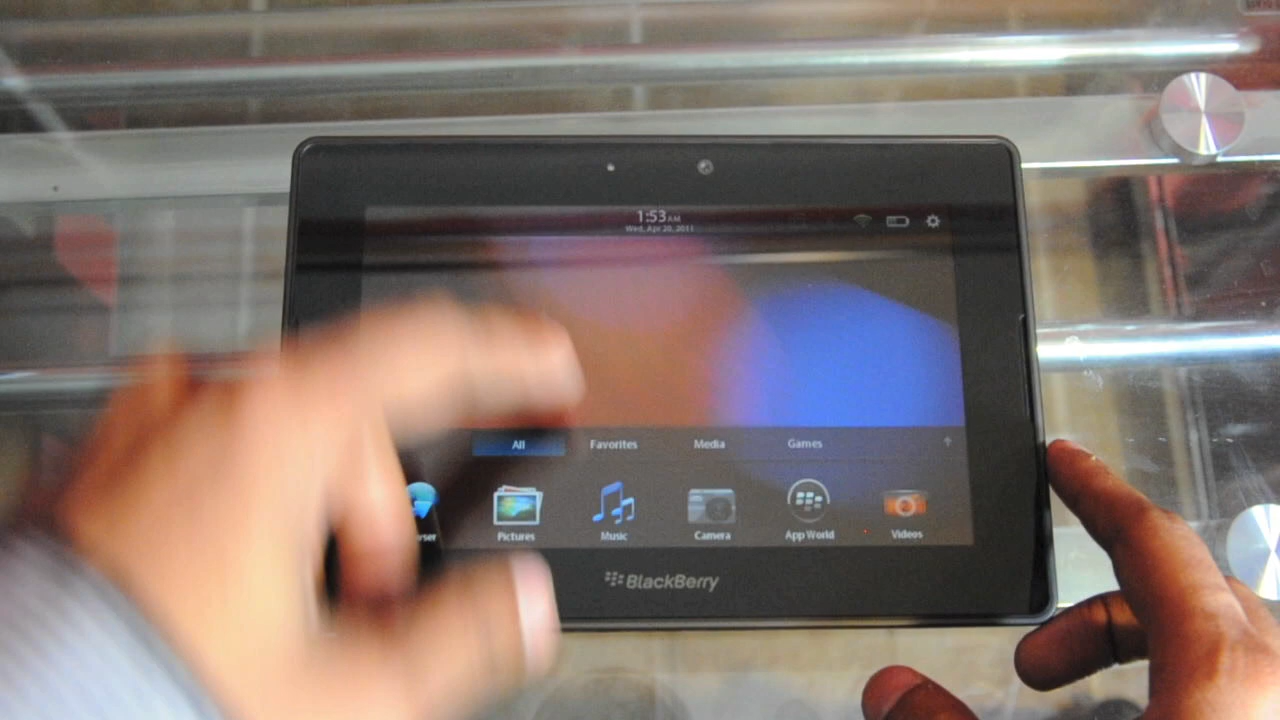 1:53 AM
Wed, Apr 20, 2011
All Favorites Media Games
Pictures Music Camera App World Videos
BlackBerry